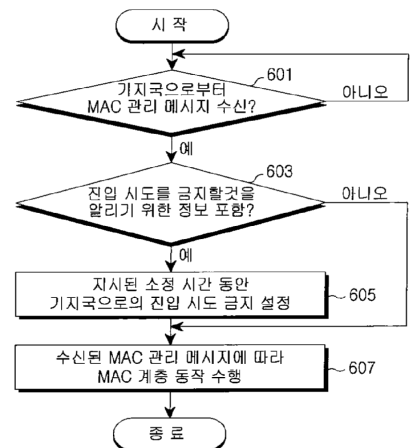 시 작
601
기지국으로부터
MAC 관리 메시지 수신?
아니오
예
603
진입 시도를 금지할것을
알리기 위한 정보 포함?
아니오
예
지시된 소정 시간 동안
기지국으로의 진입 시도 금지 설정
605
수신된 MAC 관리 메시지에 따라
MAC 계층 동작 수행
607
종 료